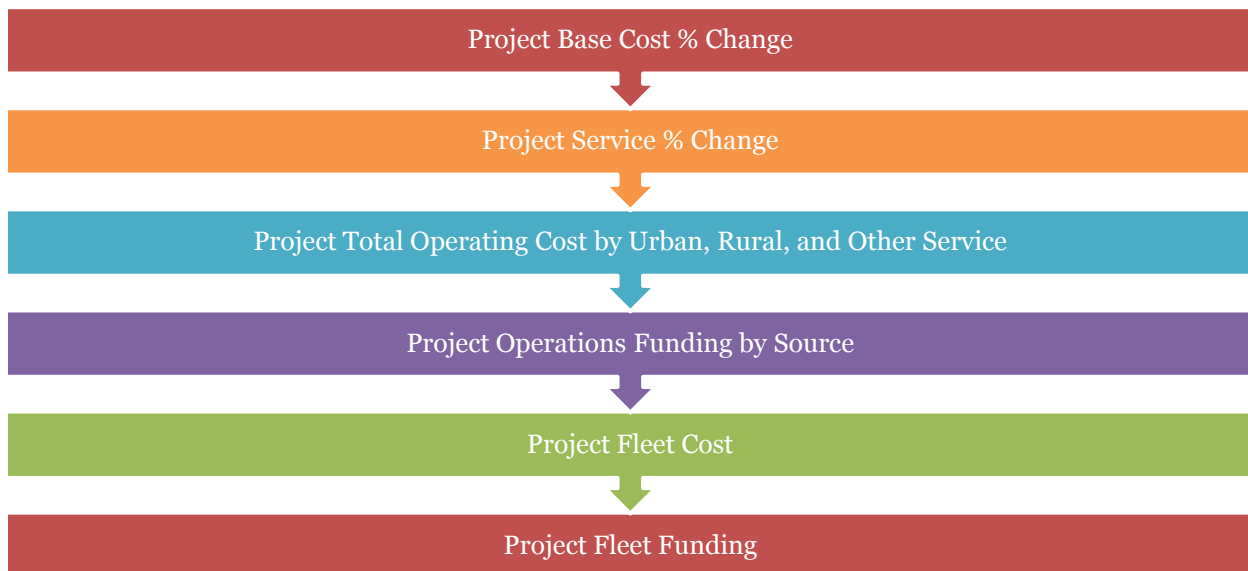 Project Base Cost % Change
Project Service % Change
Project Total Operating Cost by Urban, Rural, and Other Service
Project Operations Funding by Source
Project Fleet Cost
Project Fleet Funding